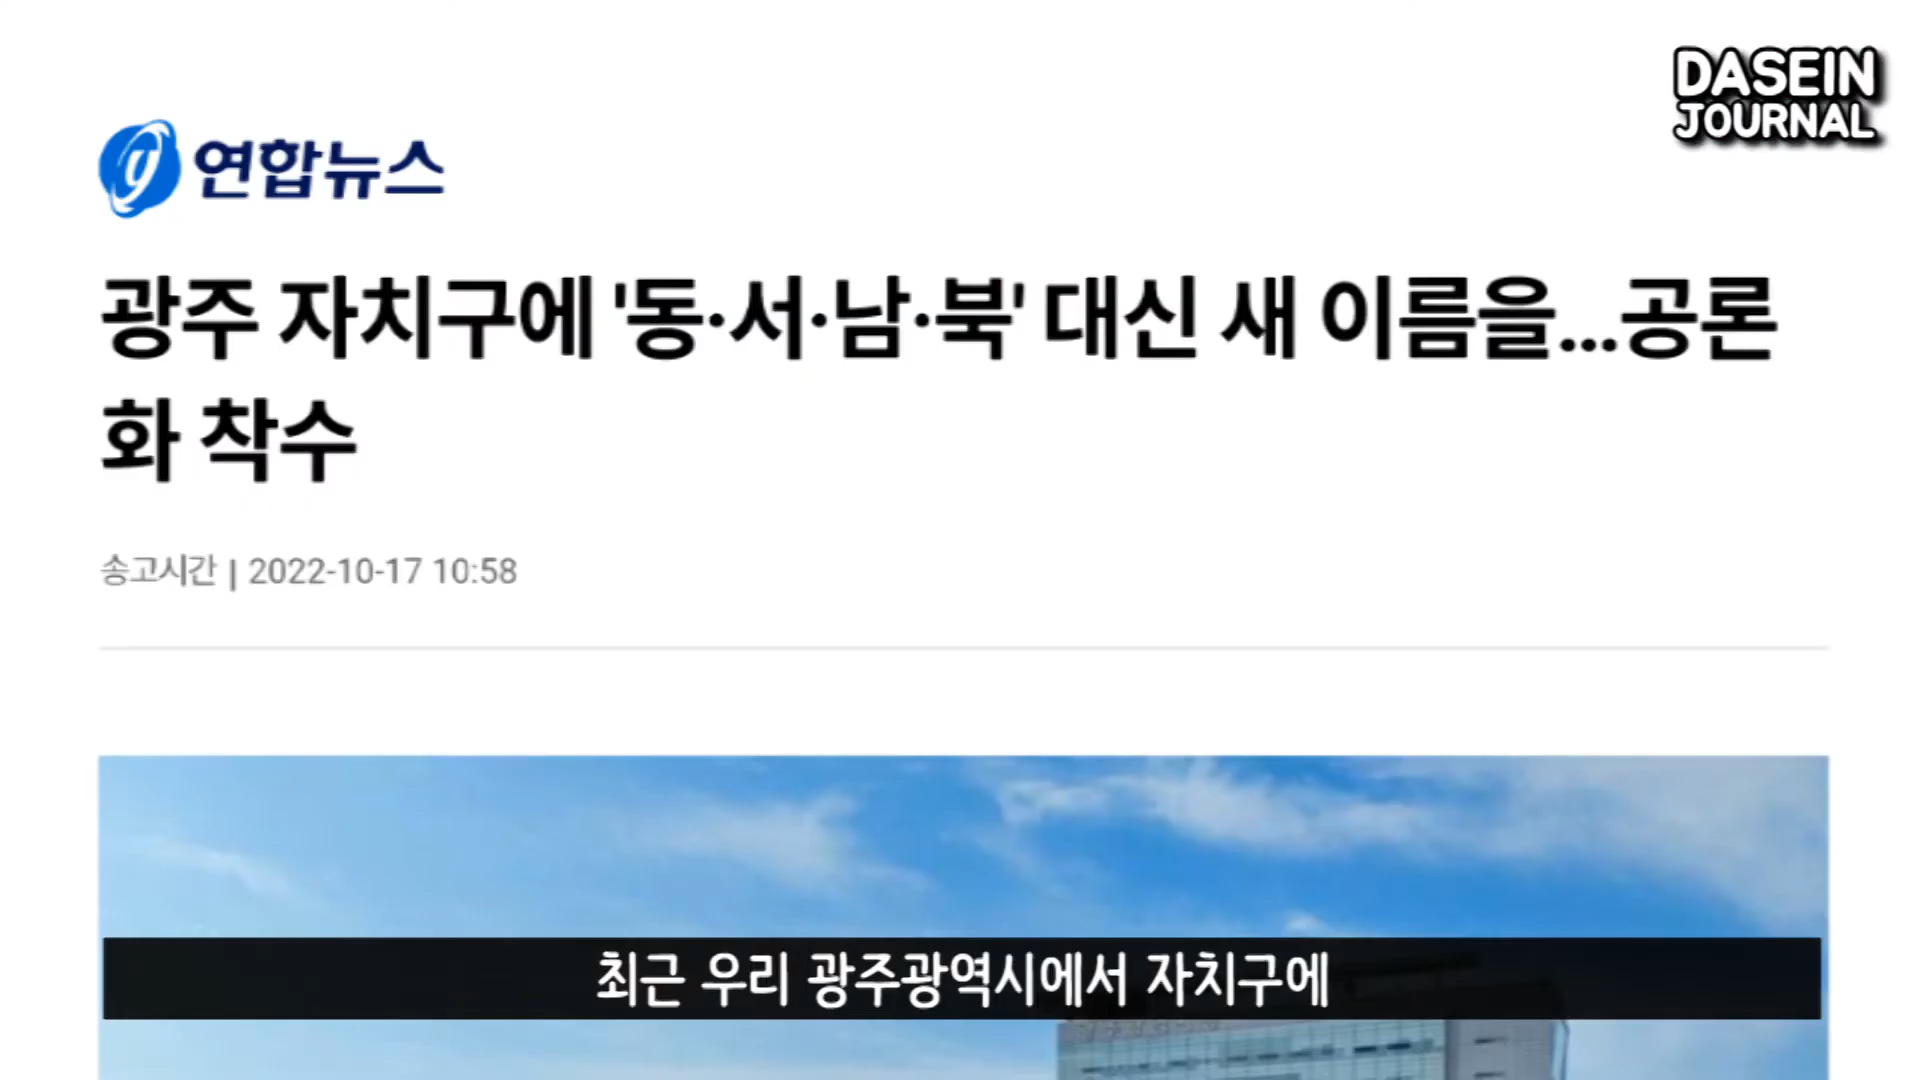 DASEIN
JOURNAL
연합뉴스
광주 자치구에 '동·서·남·북' 대신 새 이름을...공론
화 착수
송고시간 | 2022-10-17 10:58
최근 우리 광주광역시에서 자치구에